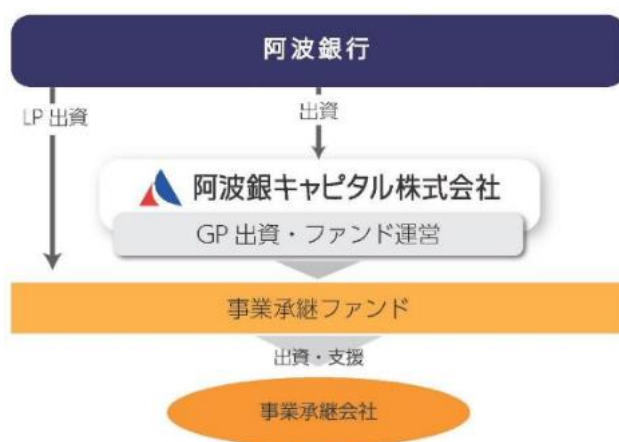 阿波銀行
LP 出資
出資
阿波銀キャピタル株式会社
GP 出資・ファンド運営
事業承継ファンド
出資・支援
事業承継会社